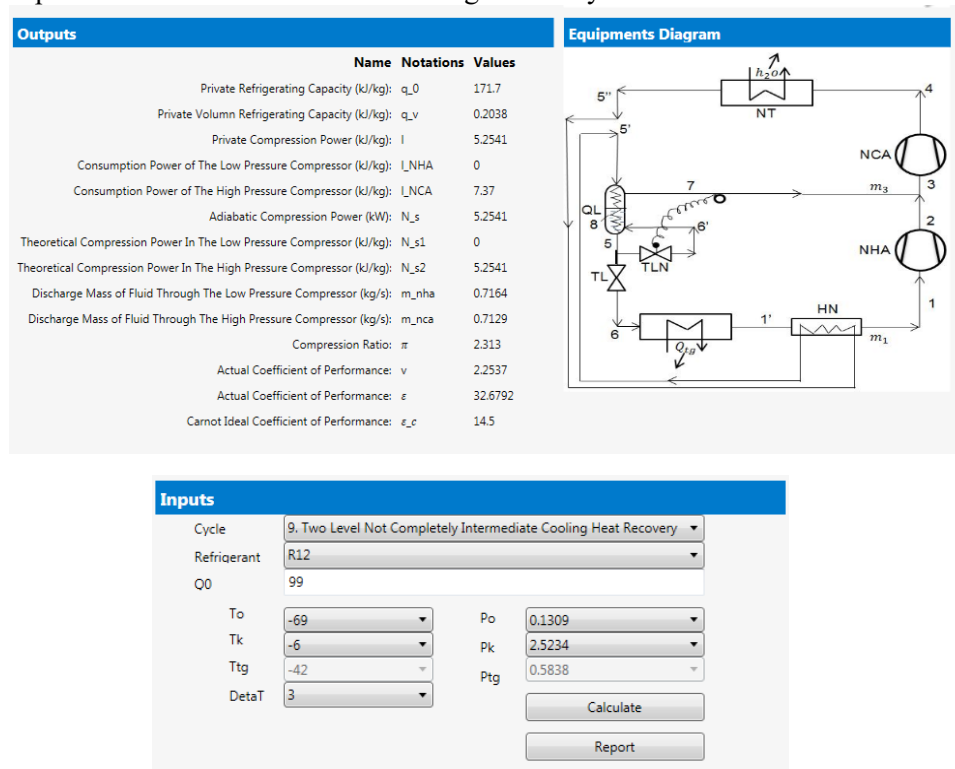 Outputs
Name Notations Values
Private Refrigerating Capacity (kJ/kg): q_0 171.7
Private Volumn Refrigerating Capacity (kJ/kg): q_v 0.2038
Private Compression Power (kJ/kg): l 5.2541
Consumption Power of The Low Pressure Compressor (kJ/kg): l_NHA 0
Consumption Power of The High Pressure Compressor (kJ/kg): l_NCA 7.37
Adiabatic Compression Power (kW): N_s 5.2541
Theoretical Compression Power In The Low Pressure Compressor (kJ/kg): N_s1 0
Theoretical Compression Power In The High Pressure Compressor (kJ/kg): N_s2 5.2541
Discharge Mass of Fluid Through The Low Pressure Compressor (kg/s): m_nha 0.7164
Discharge Mass of Fluid Through The High Pressure Compressor (kg/s): m_nca 0.7129
Compression Ratio: π 2.313
Actual Coefficient of Performance: v 2.2537
Actual Coefficient of Performance: ε 32.6792
Carnot Ideal Coefficient of Performance: ε_c 14.5
Equipments Diagram
h₂o
5''
NT
4
5'
NCA
7
m₃
3
QL
8
6'
2
5
TLN
NHA
TL
1
HN
6
1'
m₁
Q_tg
Inputs
Cycle 9. Two Level Not Completely Intermediate Cooling Heat Recovery
Refrigerant R12
Q0 99
To -69 Po 0.1309
Tk -6 Pk 2.5234
Ttg -42 Ptg 0.5838
DetaT 3
Calculate
Report